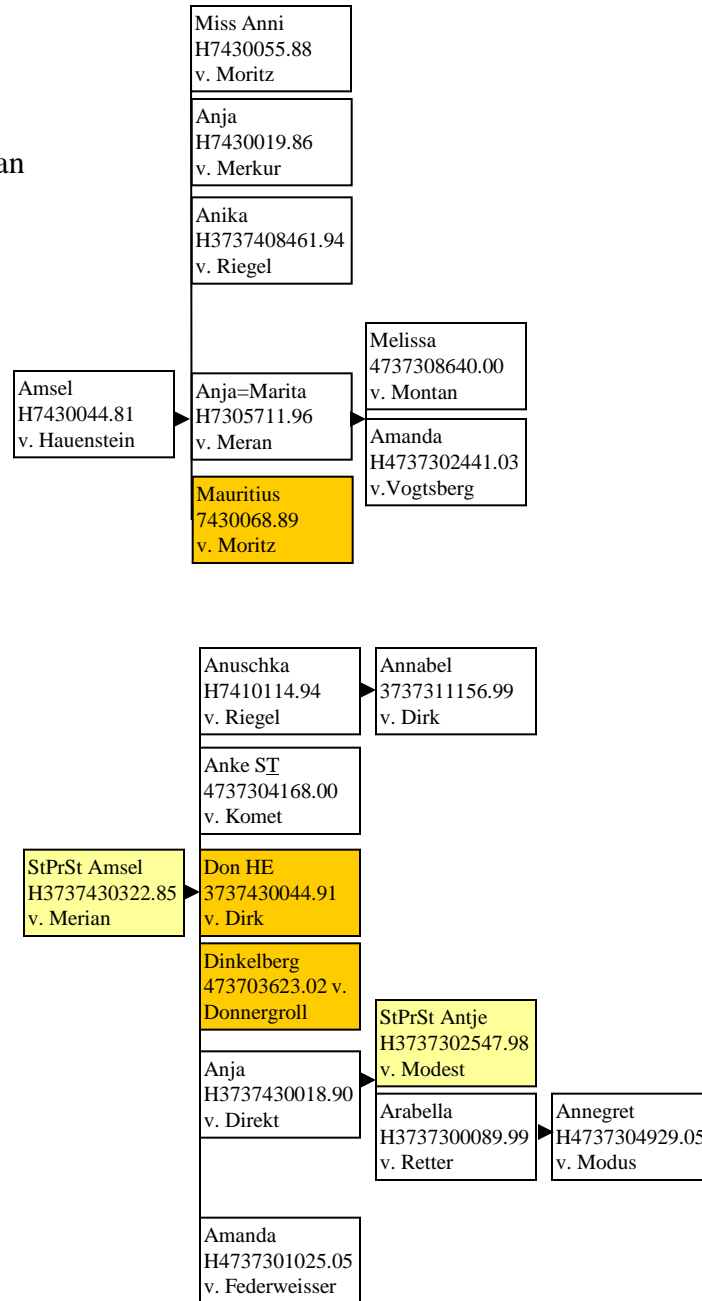 Miss Anni
H7430055.88
v. Moritz
Anja
H7430019.86
v. Merkur
an
Anika
H3737408461.94
v. Riegel
Melissa
4737308640.00
v. Montan
Amsel
H7430044.81
v. Hauenstein
Anja=Marita
H7305711.96
v. Meran
Amanda
H4737302441.03
v.Vogtsberg
Mauritius
7430068.89
v. Moritz
Anuschka
H7410114.94
v. Riegel
Annabel
3737311156.99
v. Dirk
Anke ST
4737304168.00
v. Komet
StPrSt Amsel
H3737430322.85
v. Merian
Don HE
3737430044.91
v. Dirk
Dinkelberg
473703623.02 v.
Donnergroll
StPrSt Antje
H3737302547.98
v. Modest
Anja
H3737430018.90
v. Direkt
Arabella
H3737300089.99
v. Retter
Annegret
H4737304929.05
v. Modus
Amanda
H4737301025.05
v. Federweisser